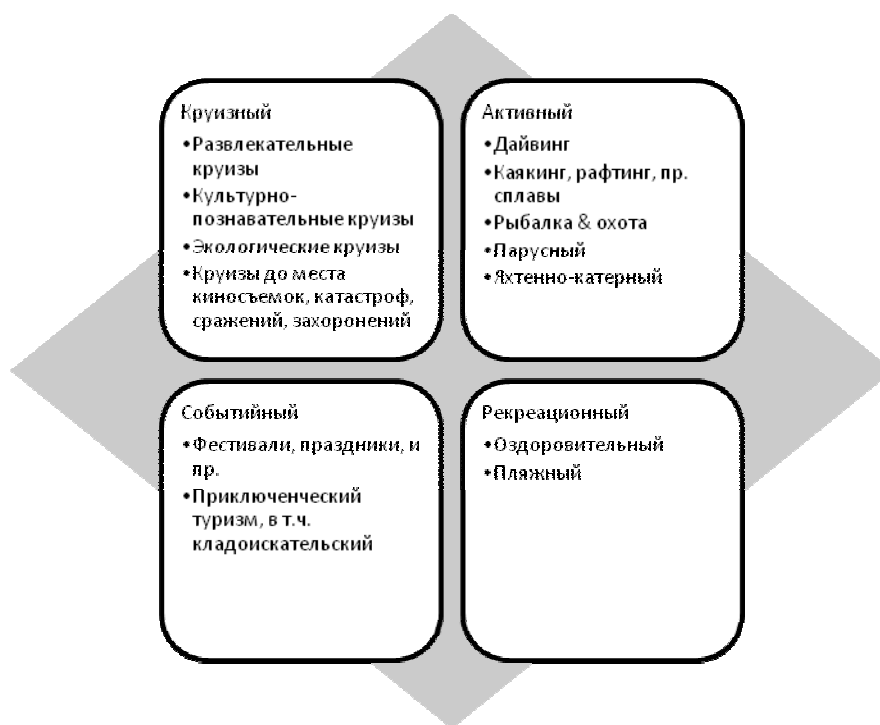 Круизный
•Развлекательные
круизы
•Культурно-
познавательные круизы
•Экологические круизы
•Круизы до места
киносъемок, катастроф,
сражений, захоронений
Активный
•Дайвинг
•Каякинг, рафтинг, пр.
сплавы
•Рыбалка & охота
•Парусный
•Яхтенно-катерный
Событийный
•Фестивали, праздники, и
пр.
•Приключенческий
туризм, в т.ч.
кладоискательский
Рекреационный
•Оздоровительный
•Пляжный